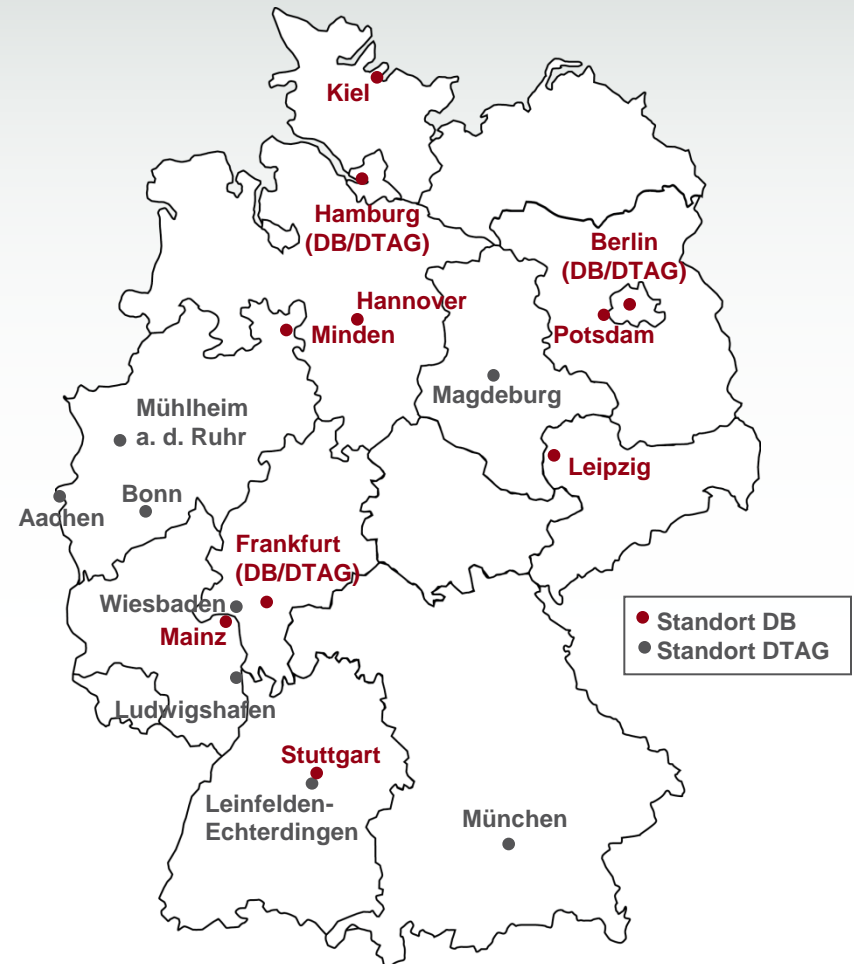 Kiel
Hamburg
(DB/DTAG)
Berlin
(DB/DTAG)
Hannover
Minden
Potsdam
Magdeburg
Mühlheim
a. d. Ruhr
Leipzig
Bonn
Aachen
Frankfurt
(DB/DTAG)
Wiesbaden
Mainz
Standort DB
Standort DTAG
Ludwigshafen
Stuttgart
Leinfelden-
Echterdingen
München